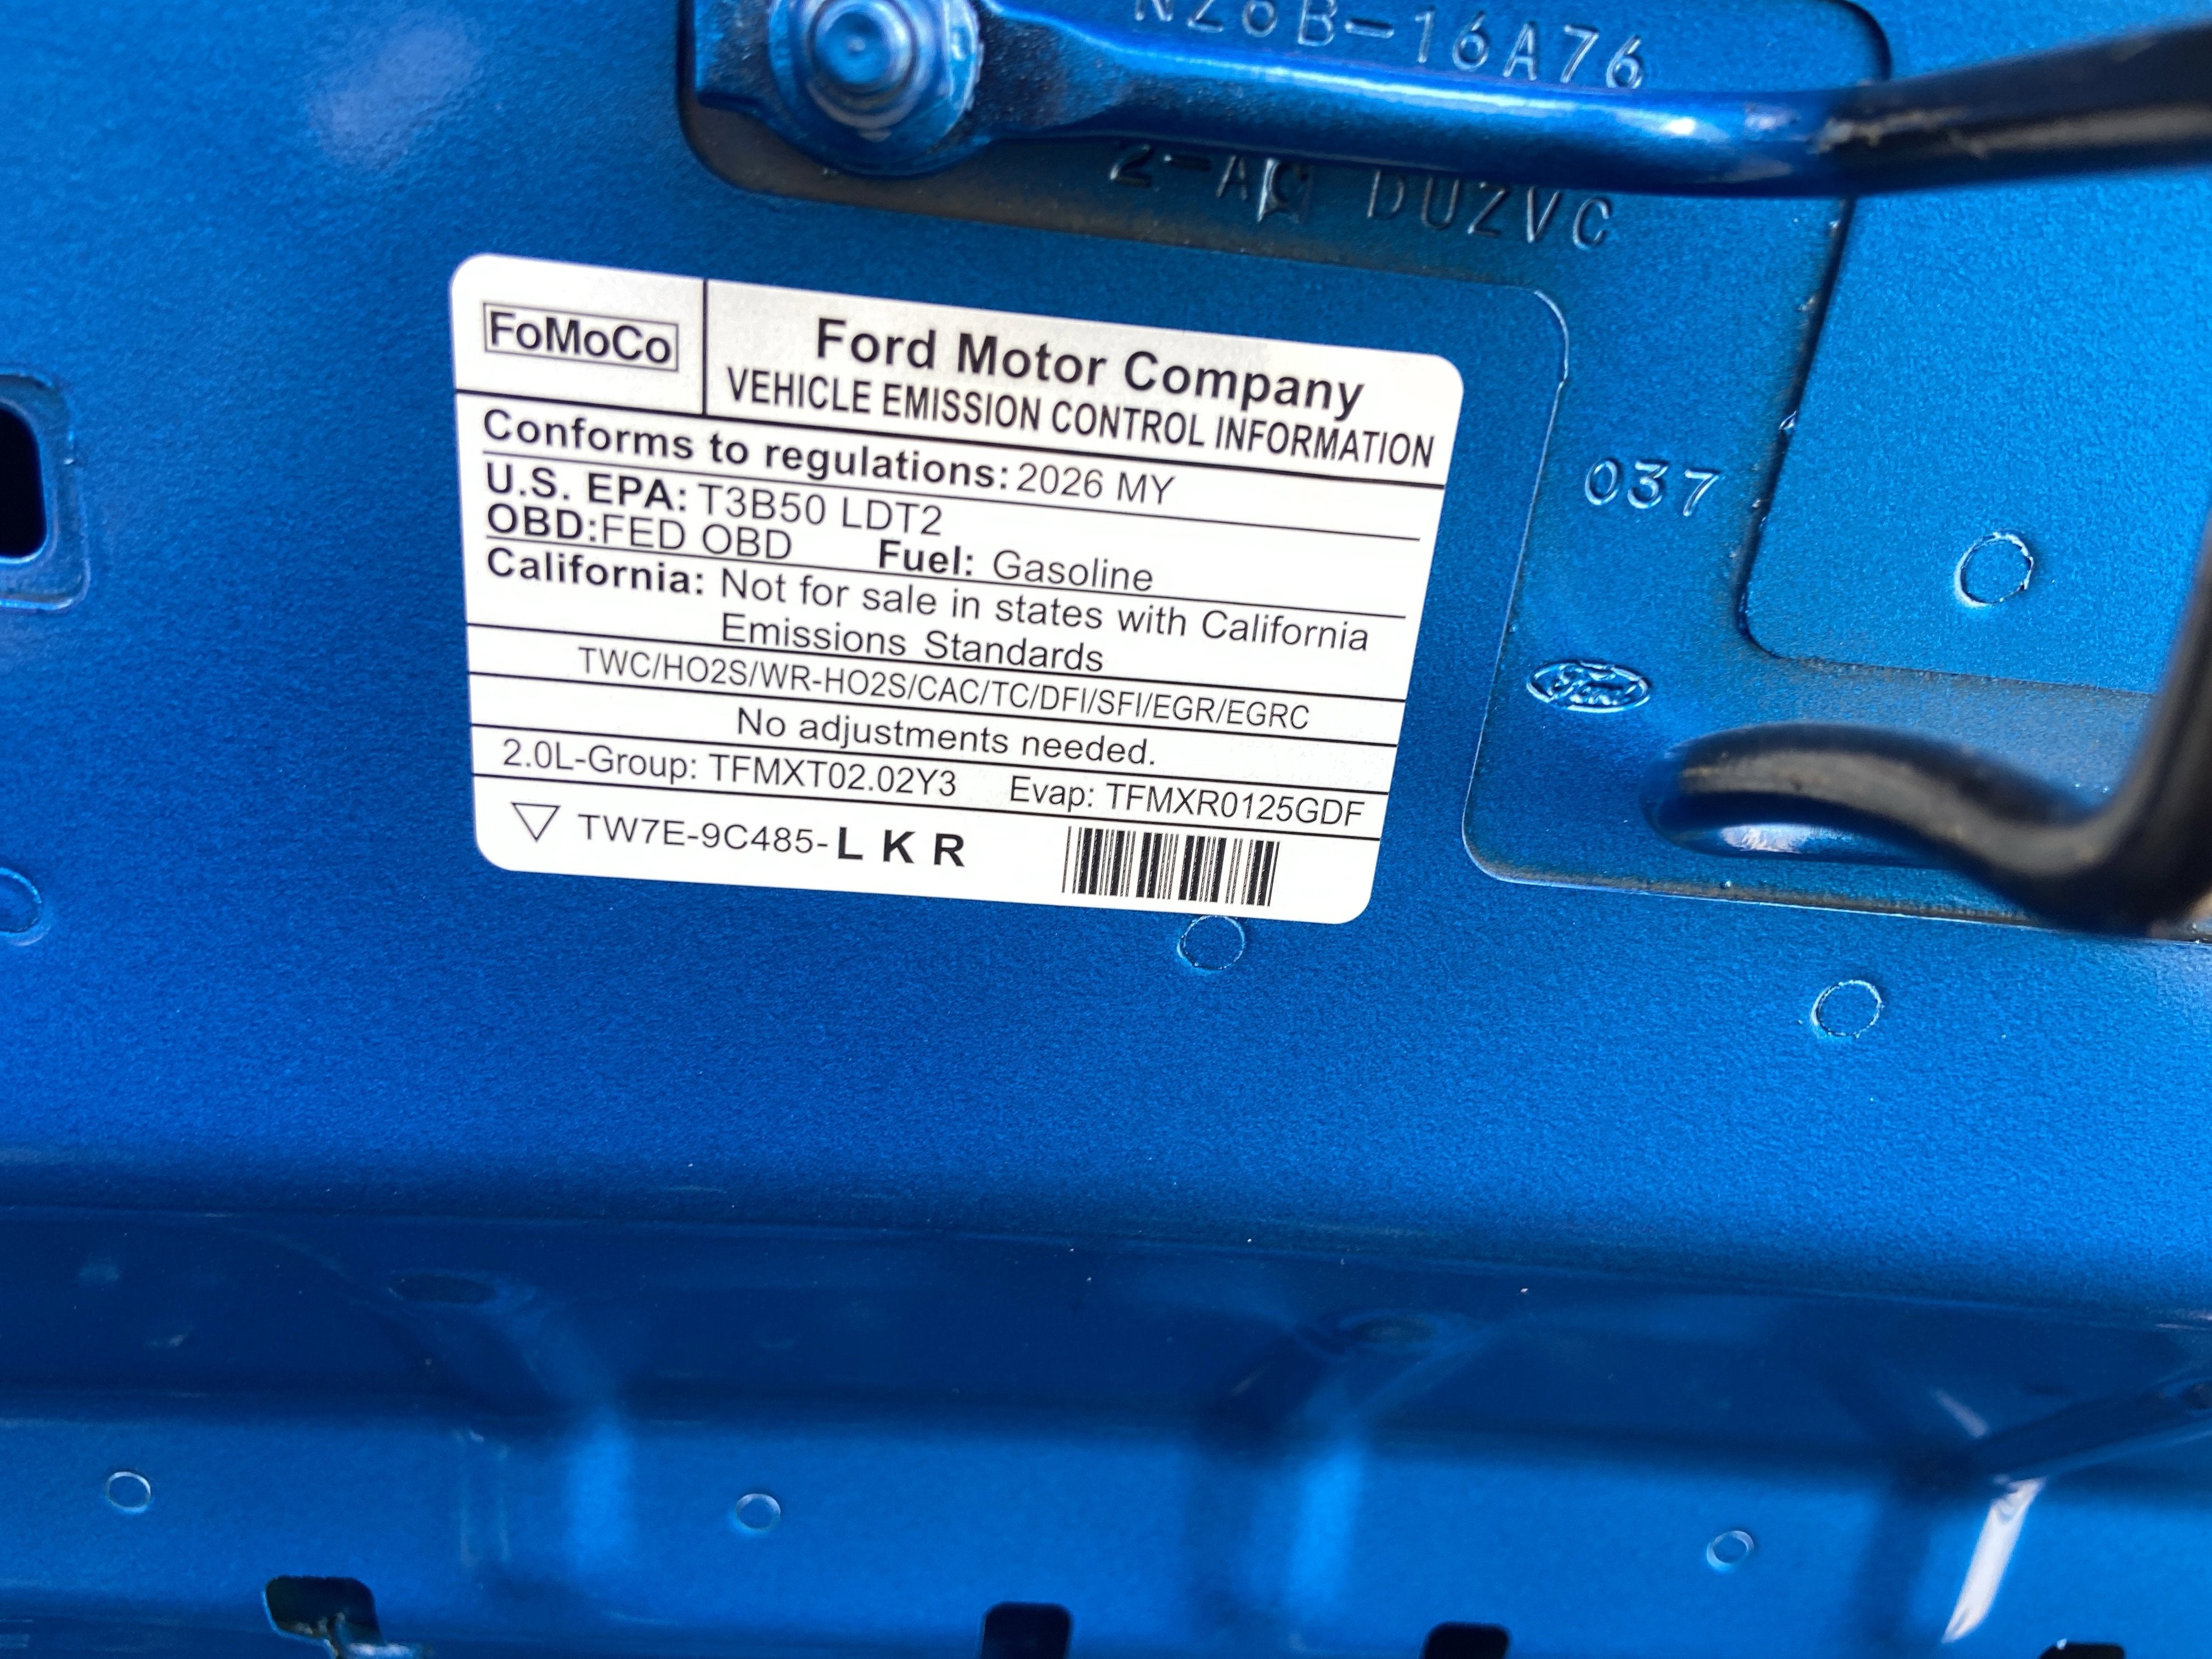 N26B-16A76
2-A DUZVC
FoMoCo
Ford Motor Company
VEHICLE EMISSION CONTROL INFORMATION
Conforms to regulations: 2026 MY
U.S. EPA: T3B50 LDT2
OBD:FED OBD Fuel: Gasoline
California: Not for sale in states with California
Emissions Standards
TWC/HO2S/WR-HO2S/CAC/TC/DFI/SFI/EGR/EGRC
No adjustments needed.
2.0L-Group: TFMXT02.02Y3 Evap: TFMXR0125GDF
TW7E-9C485-L K R
037
Ford